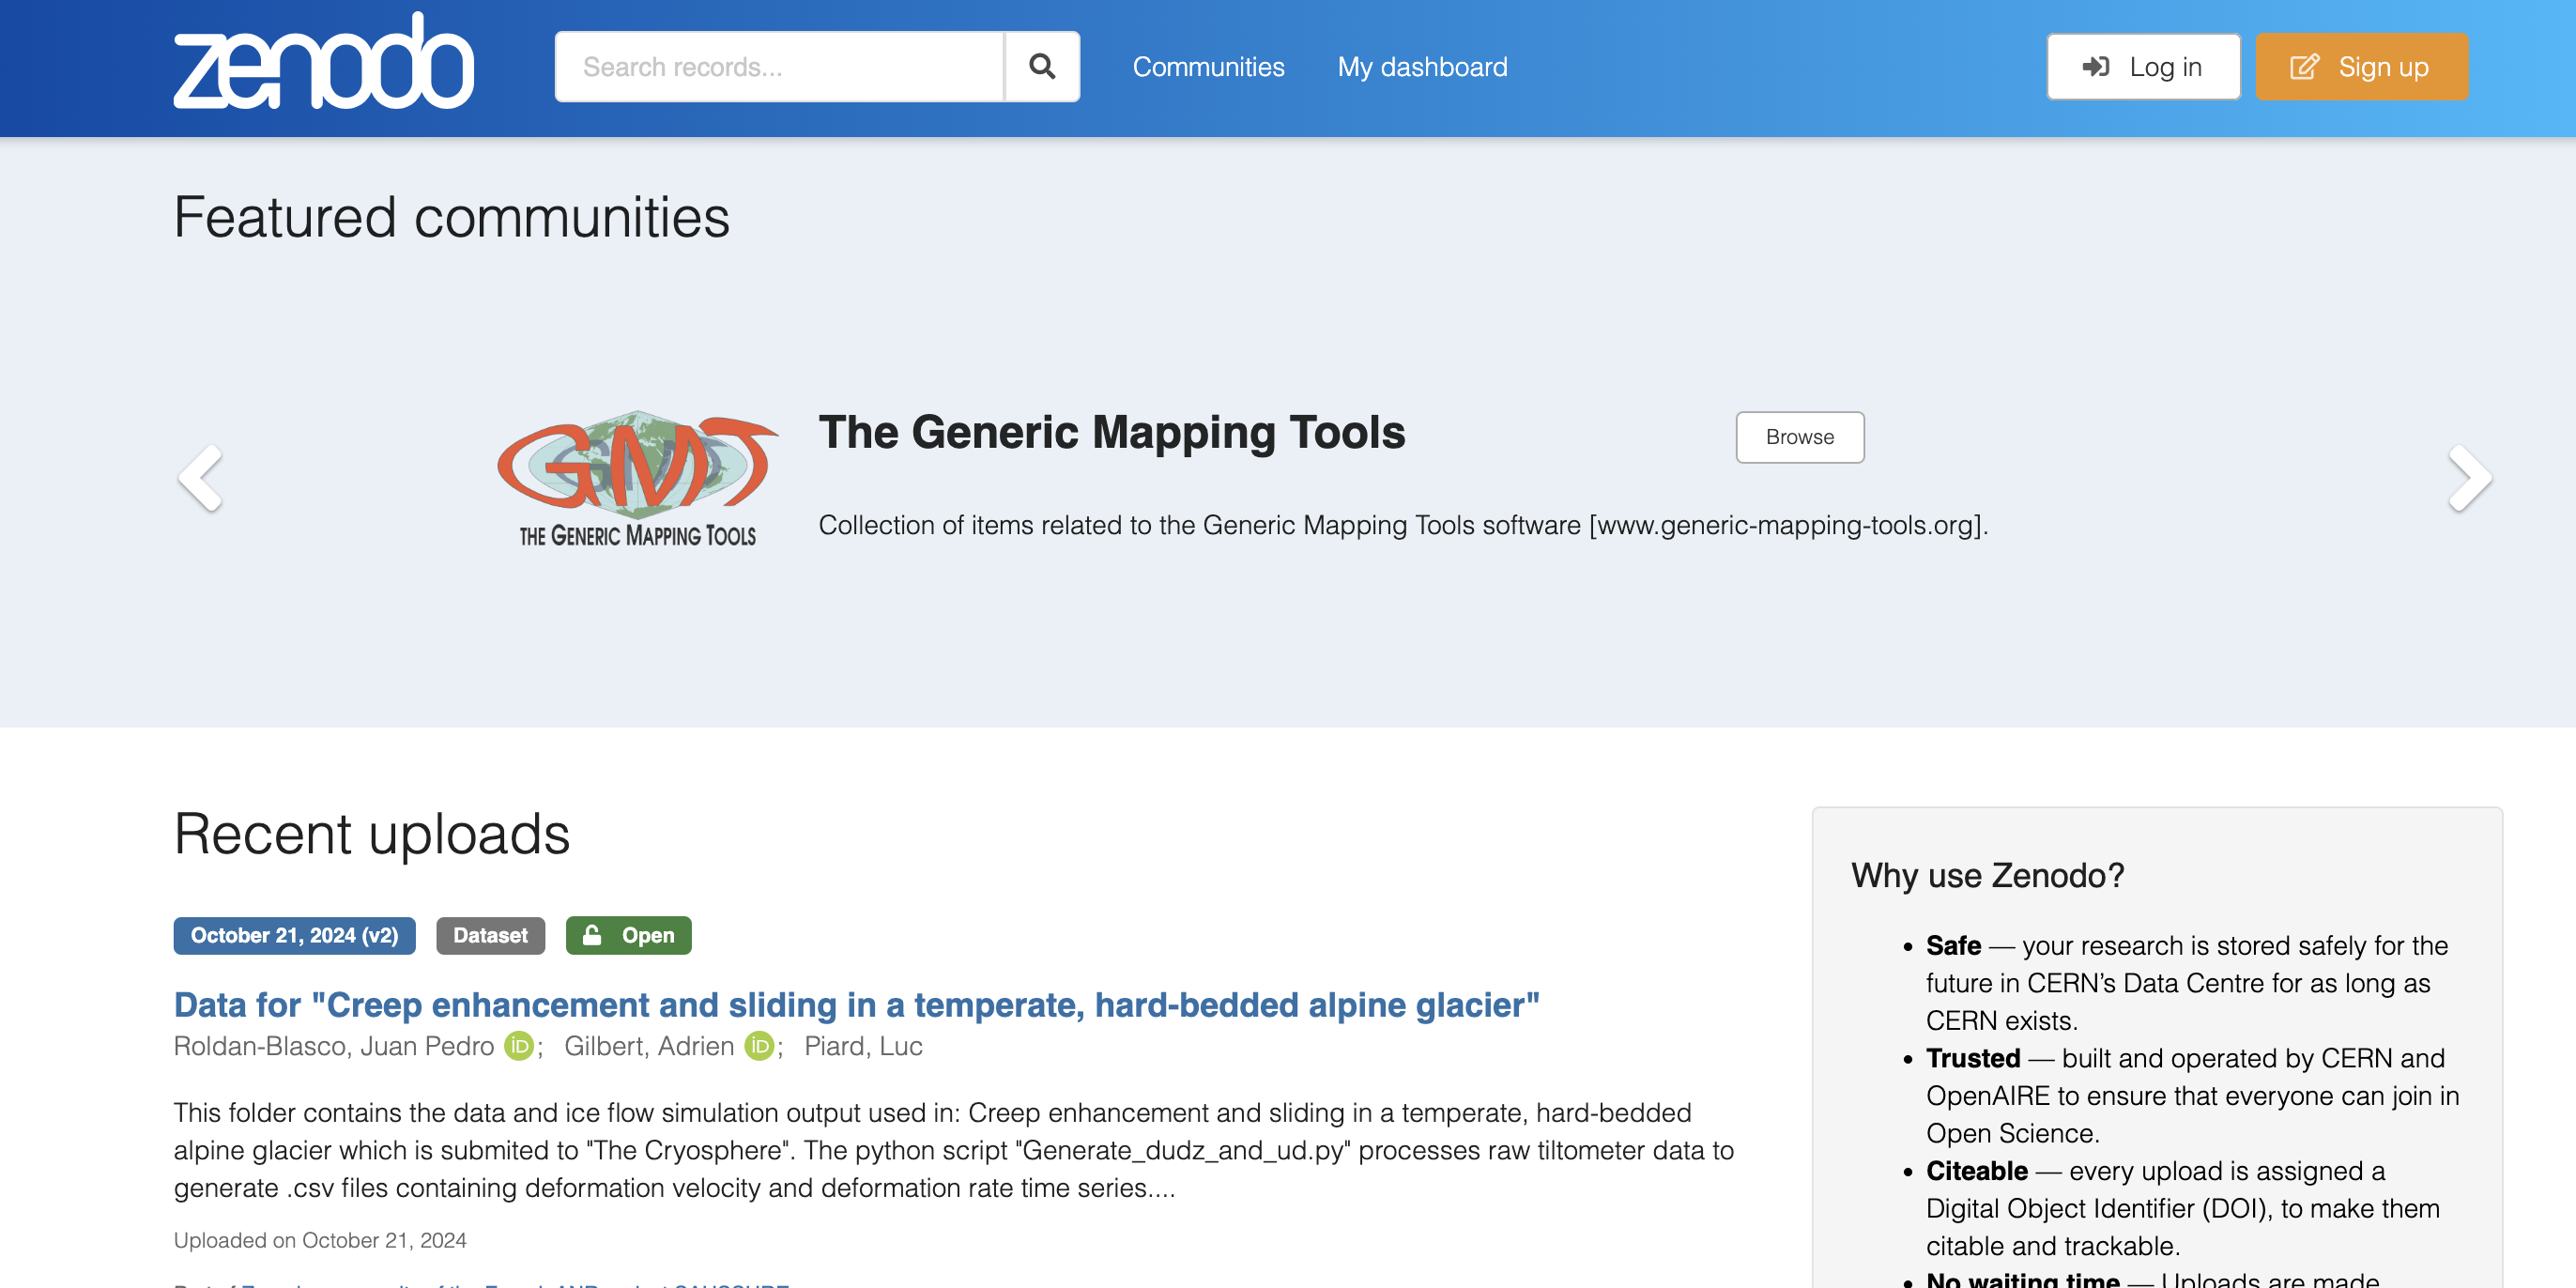 zenodo
Search records...
Communities
My dashboard
Log in
Sign up
Featured communities
GMT
THE GENERIC MAPPING TOOLS
The Generic Mapping Tools
Browse
Collection of items related to the Generic Mapping Tools software [www.generic-mapping-tools.org].
Recent uploads
October 21, 2024 (v2) Dataset Open
Data for "Creep enhancement and sliding in a temperate, hard-bedded alpine glacier"
Roldan-Blasco, Juan Pedro iD; Gilbert, Adrien iD; Piard, Luc
This folder contains the data and ice flow simulation output used in: Creep enhancement and sliding in a temperate, hard-bedded
alpine glacier which is submited to "The Cryosphere". The python script "Generate_dudz_and_ud.py" processes raw tiltometer data to
generate .csv files containing deformation velocity and deformation rate time series....
Uploaded on October 21, 2024
Why use Zenodo?
• Safe — your research is stored safely for the
future in CERN’s Data Centre for as long as
CERN exists.
• Trusted — built and operated by CERN and
OpenAIRE to ensure that everyone can join in
Open Science.
• Citeable — every upload is assigned a
Digital Object Identifier (DOI), to make them
citable and trackable.
• No waiting time — Uploads are made